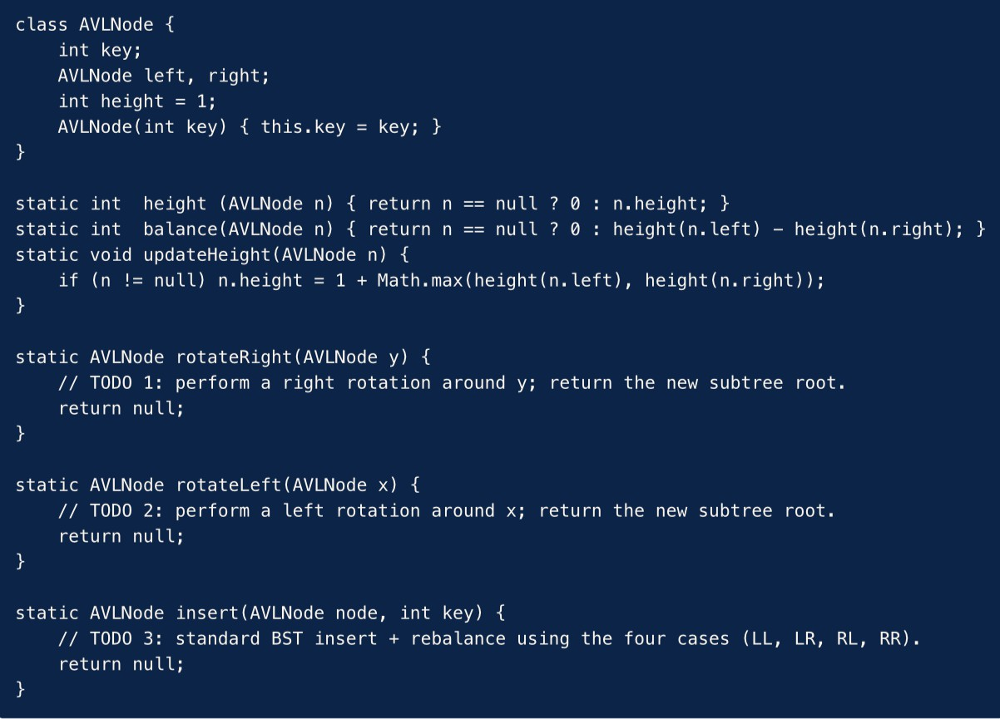 class AVLNode {
    int key;
    AVLNode left, right;
    int height = 1;
    AVLNode(int key) { this.key = key; }
}

static int  height (AVLNode n) { return n == null ? 0 : n.height; }
static int  balance(AVLNode n) { return n == null ? 0 : height(n.left) − height(n.right); }
static void updateHeight(AVLNode n) {
    if (n != null) n.height = 1 + Math.max(height(n.left), height(n.right));
}

static AVLNode rotateRight(AVLNode y) {
    // TODO 1: perform a right rotation around y; return the new subtree root.
    return null;
}

static AVLNode rotateLeft(AVLNode x) {
    // TODO 2: perform a left rotation around x; return the new subtree root.
    return null;
}

static AVLNode insert(AVLNode node, int key) {
    // TODO 3: standard BST insert + rebalance using the four cases (LL, LR, RL, RR).
    return null;
}